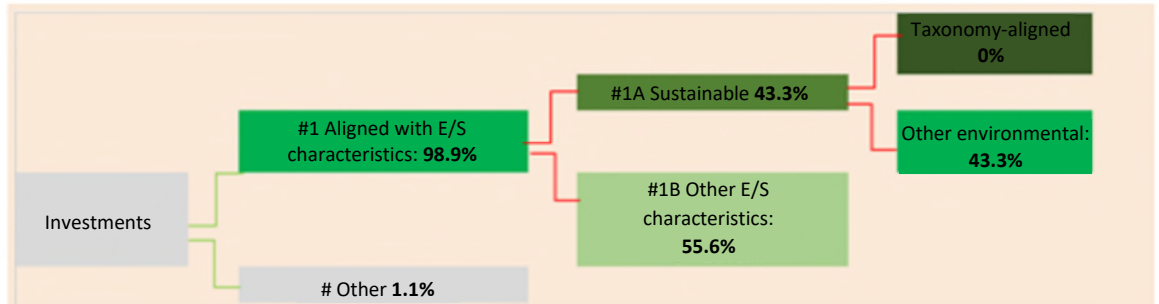 Taxonomy-aligned
0%
#1A Sustainable 43.3%
#1 Aligned with E/S
characteristics: 98.9%
Other environmental:
43.3%
#1B Other E/S
characteristics:
55.6%
Investments
# Other 1.1%